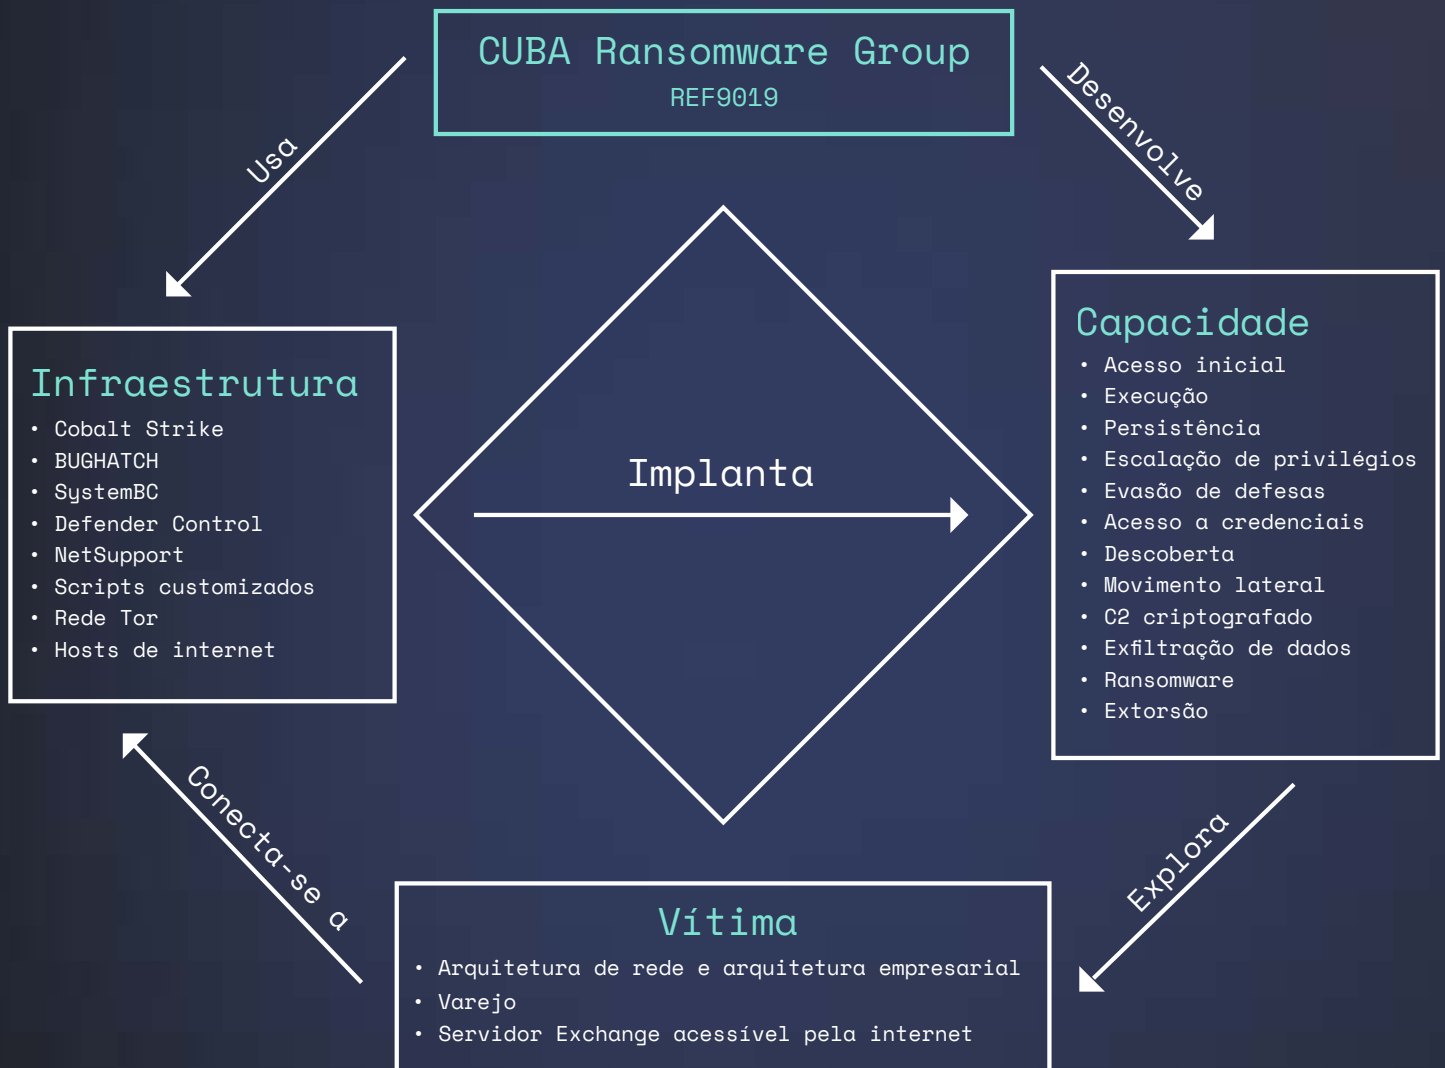 CUBA Ransomware Group
REF9019
Usa
Desenvolve
Infraestrutura
• Cobalt Strike
• BUGHATCH
• SystemBC
• Defender Control
• NetSupport
• Scripts customizados
• Rede Tor
• Hosts de internet
Implanta
Capacidade
• Acesso inicial
• Execução
• Persistência
• Escalação de privilégios
• Evasão de defesas
• Acesso a credenciais
• Descoberta
• Movimento lateral
• C2 criptografado
• Exfiltração de dados
• Ransomware
• Extorsão
Conecta-se a
Explora
Vítima
• Arquitetura de rede e arquitetura empresarial
• Varejo
• Servidor Exchange acessível pela internet